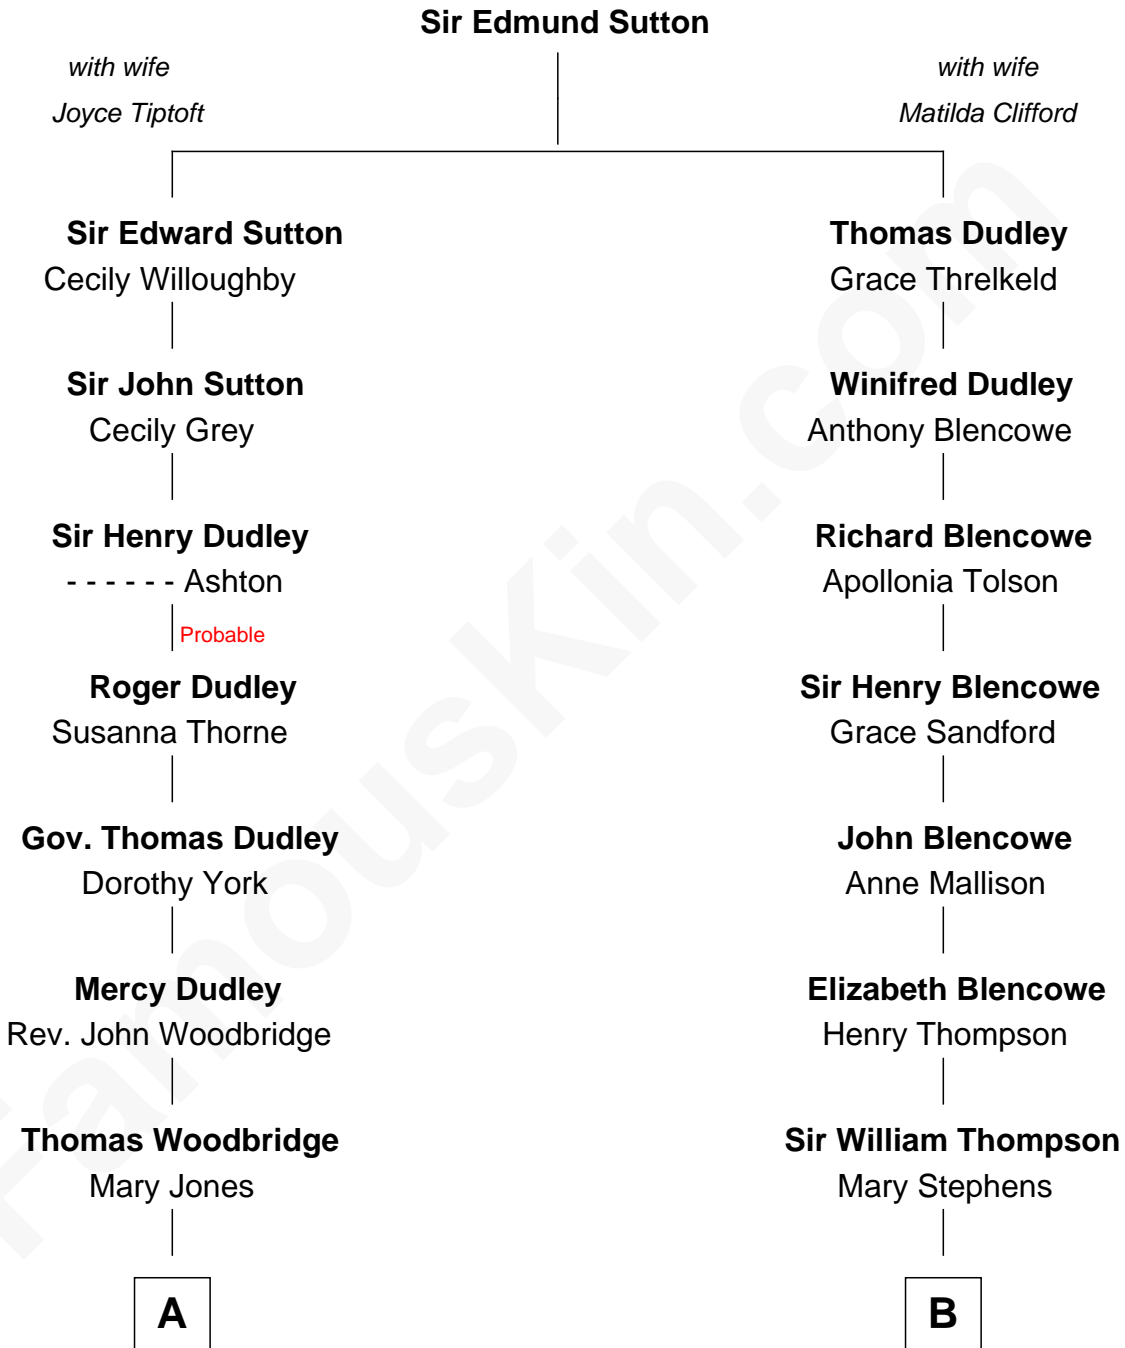 Sir Edmund Sutton
with wife
Joyce Tiptoft
with wife
Matilda Clifford
Sir Edward Sutton
Cecily Willoughby
Thomas Dudley
Grace Threlkeld
Sir John Sutton
Cecily Grey
Winifred Dudley
Anthony Blencowe
Sir Henry Dudley
- - - - - - Ashton
Probable
Richard Blencowe
Apollonia Tolson
Roger Dudley
Susanna Thorne
Sir Henry Blencowe
Grace Sandford
Gov. Thomas Dudley
Dorothy York
John Blencowe
Anne Mallison
Mercy Dudley
Rev. John Woodbridge
Elizabeth Blencowe
Henry Thompson
Thomas Woodbridge
Mary Jones
Sir William Thompson
Mary Stephens
A
B
FamousKin.com